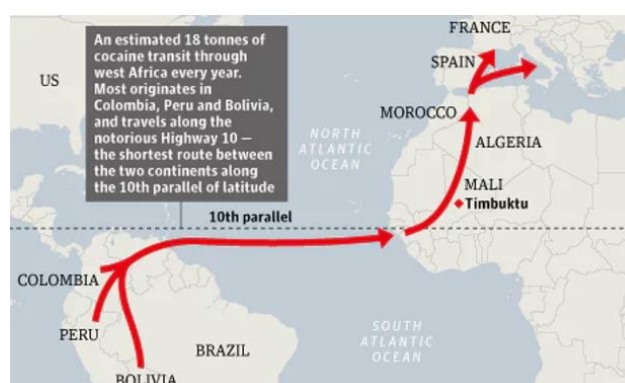 An estimated 18 tonnes of
cocaine transit through
west Africa every year.
Most originates in
Colombia, Peru and Bolivia,
and travels along the
notorious Highway 10 —
the shortest route between
the two continents along
the 10th parallel of latitude
US
FRANCE
SPAIN
MOROCCO
NORTH
ATLANTIC
OCEAN
ALGERIA
MALI
Timbuktu
10th parallel
COLOMBIA
PERU
BRAZIL
BOLIVIA
SOUTH
ATLANTIC
OCEAN